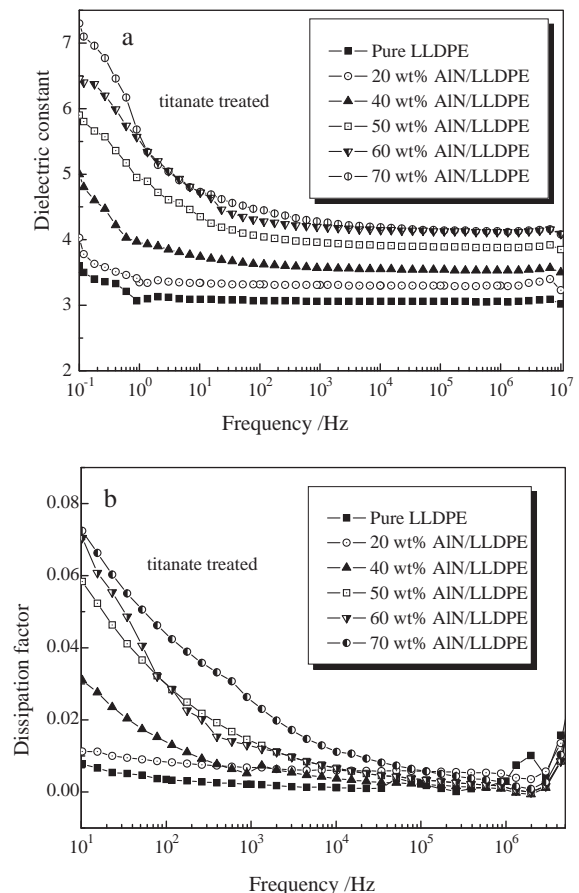 a
titanate treated
Pure LLDPE
20 wt% AlN/LLDPE
40 wt% AlN/LLDPE
50 wt% AlN/LLDPE
60 wt% AlN/LLDPE
70 wt% AlN/LLDPE
Dielectric constant
7
6
5
4
3
2
10⁻¹ 10⁰ 10¹ 10² 10³ 10⁴ 10⁵ 10⁶ 10⁷
Frequency /Hz
b
titanate treated
Pure LLDPE
20 wt% AlN/LLDPE
40 wt% AlN/LLDPE
50 wt% AlN/LLDPE
60 wt% AlN/LLDPE
70 wt% AlN/LLDPE
Dissipation factor
0.08
0.06
0.04
0.02
0.00
10¹ 10² 10³ 10⁴ 10⁵ 10⁶
Frequency /Hz